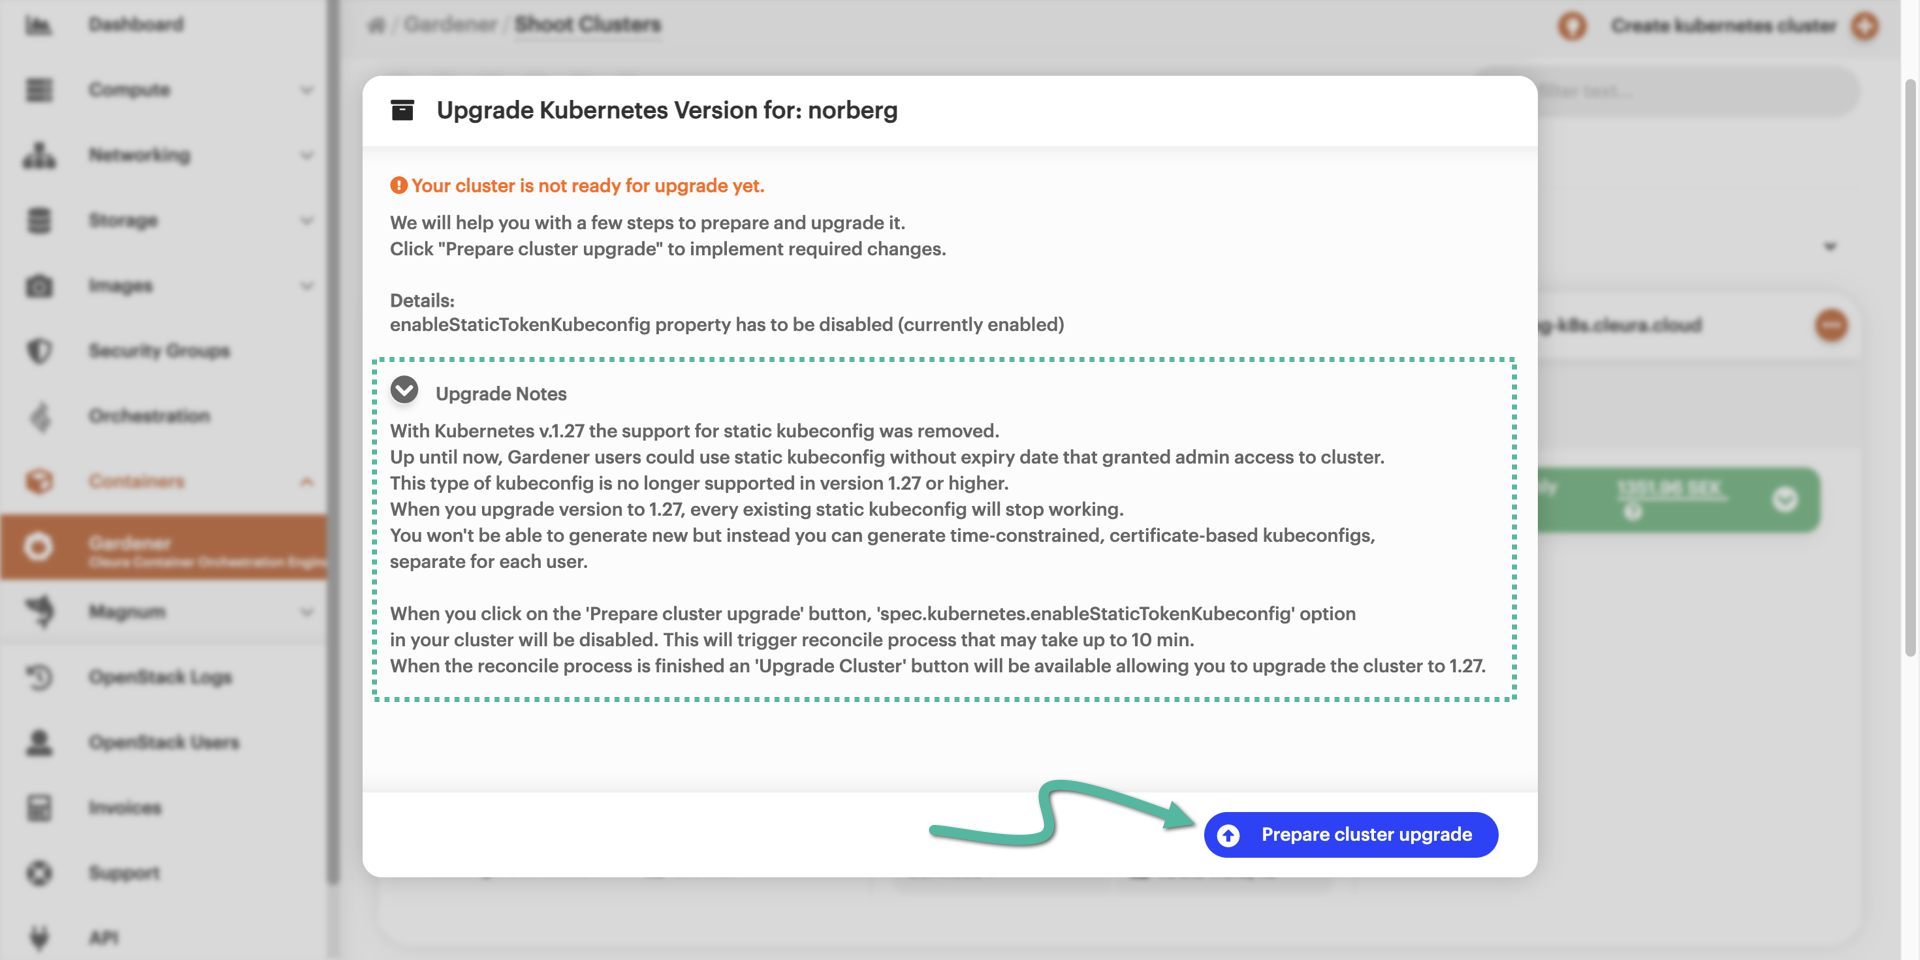 Dashboard
Compute
Networking
Storage
Images
Security Groups
Orchestration
Containers
Gardener
Cleura Container Orchestration Engine
Magnum
OpenStack Logs
OpenStack Users
Invoices
Support
API
/ Gardener / Shoot Clusters
Create kubernetes cluster
filter text...
Upgrade Kubernetes Version for: norberg
Your cluster is not ready for upgrade yet.
We will help you with a few steps to prepare and upgrade it.
Click "Prepare cluster upgrade" to implement required changes.
Details:
enableStaticTokenKubeconfig property has to be disabled (currently enabled)
Upgrade Notes
With Kubernetes v.1.27 the support for static kubeconfig was removed.
Up until now, Gardener users could use static kubeconfig without expiry date that granted admin access to cluster.
This type of kubeconfig is no longer supported in version 1.27 or higher.
When you upgrade version to 1.27, every existing static kubeconfig will stop working.
You won't be able to generate new but instead you can generate time-constrained, certificate-based kubeconfigs,
separate for each user.
When you click on the 'Prepare cluster upgrade' button, 'spec.kubernetes.enableStaticTokenKubeconfig' option
in your cluster will be disabled. This will trigger reconcile process that may take up to 10 min.
When the reconcile process is finished an 'Upgrade Cluster' button will be available allowing you to upgrade the cluster to 1.27.
Prepare cluster upgrade
g-k8s.cleura.cloud
1351.96 SEK